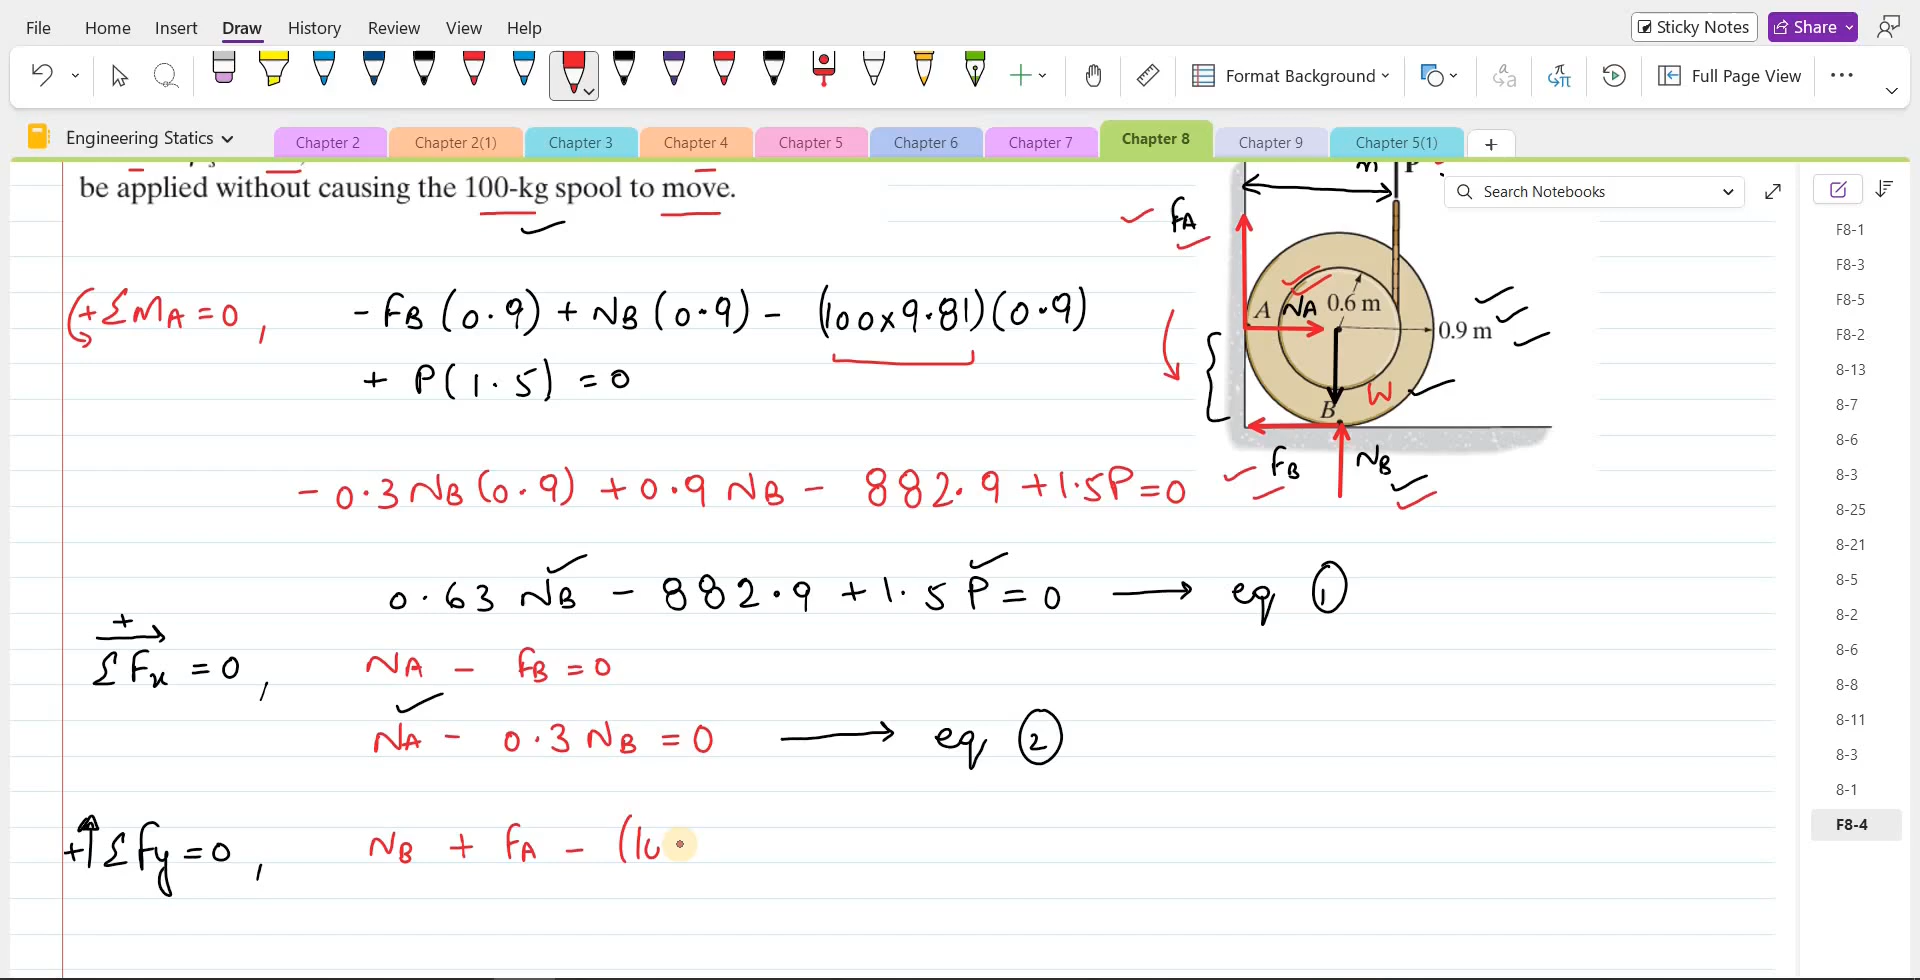 File Home Insert Draw History Review View Help
Sticky Notes Share
Format Background Full Page View
Engineering Statics Chapter 2 Chapter 2(1) Chapter 3 Chapter 4 Chapter 5 Chapter 6 Chapter 7 Chapter 8 Chapter 9 Chapter 5(1) +
Search Notebooks
be applied without causing the 100-kg spool to move.
m P
FA
A NA 0.6 m
0.9 m
W
B
FB NB
+ΣMA = 0, - FB (0.9) + NB (0.9) - (100×9.81)(0.9)
+ P(1.5) = 0
- 0.3 NB(0.9) + 0.9 NB - 882.9 + 1.5P = 0
0.63 NB - 882.9 + 1.5 P = 0 → eq ①
+→
ΣFx = 0, NA - FB = 0
NA - 0.3 NB = 0 → eq ②
+↑ΣFy = 0, NB + FA - (10
F8-1
F8-3
F8-5
F8-2
8-13
8-7
8-6
8-3
8-25
8-21
8-5
8-2
8-6
8-8
8-11
8-3
8-1
F8-4